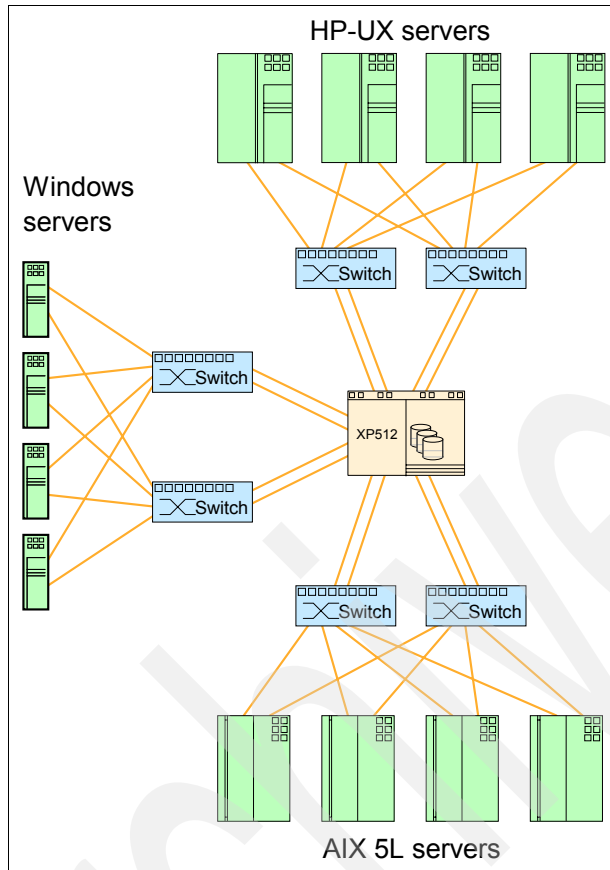 HP-UX servers
Windows
servers
Switch
Switch
Switch
XP512
Switch
Switch
Switch
AIX 5L servers